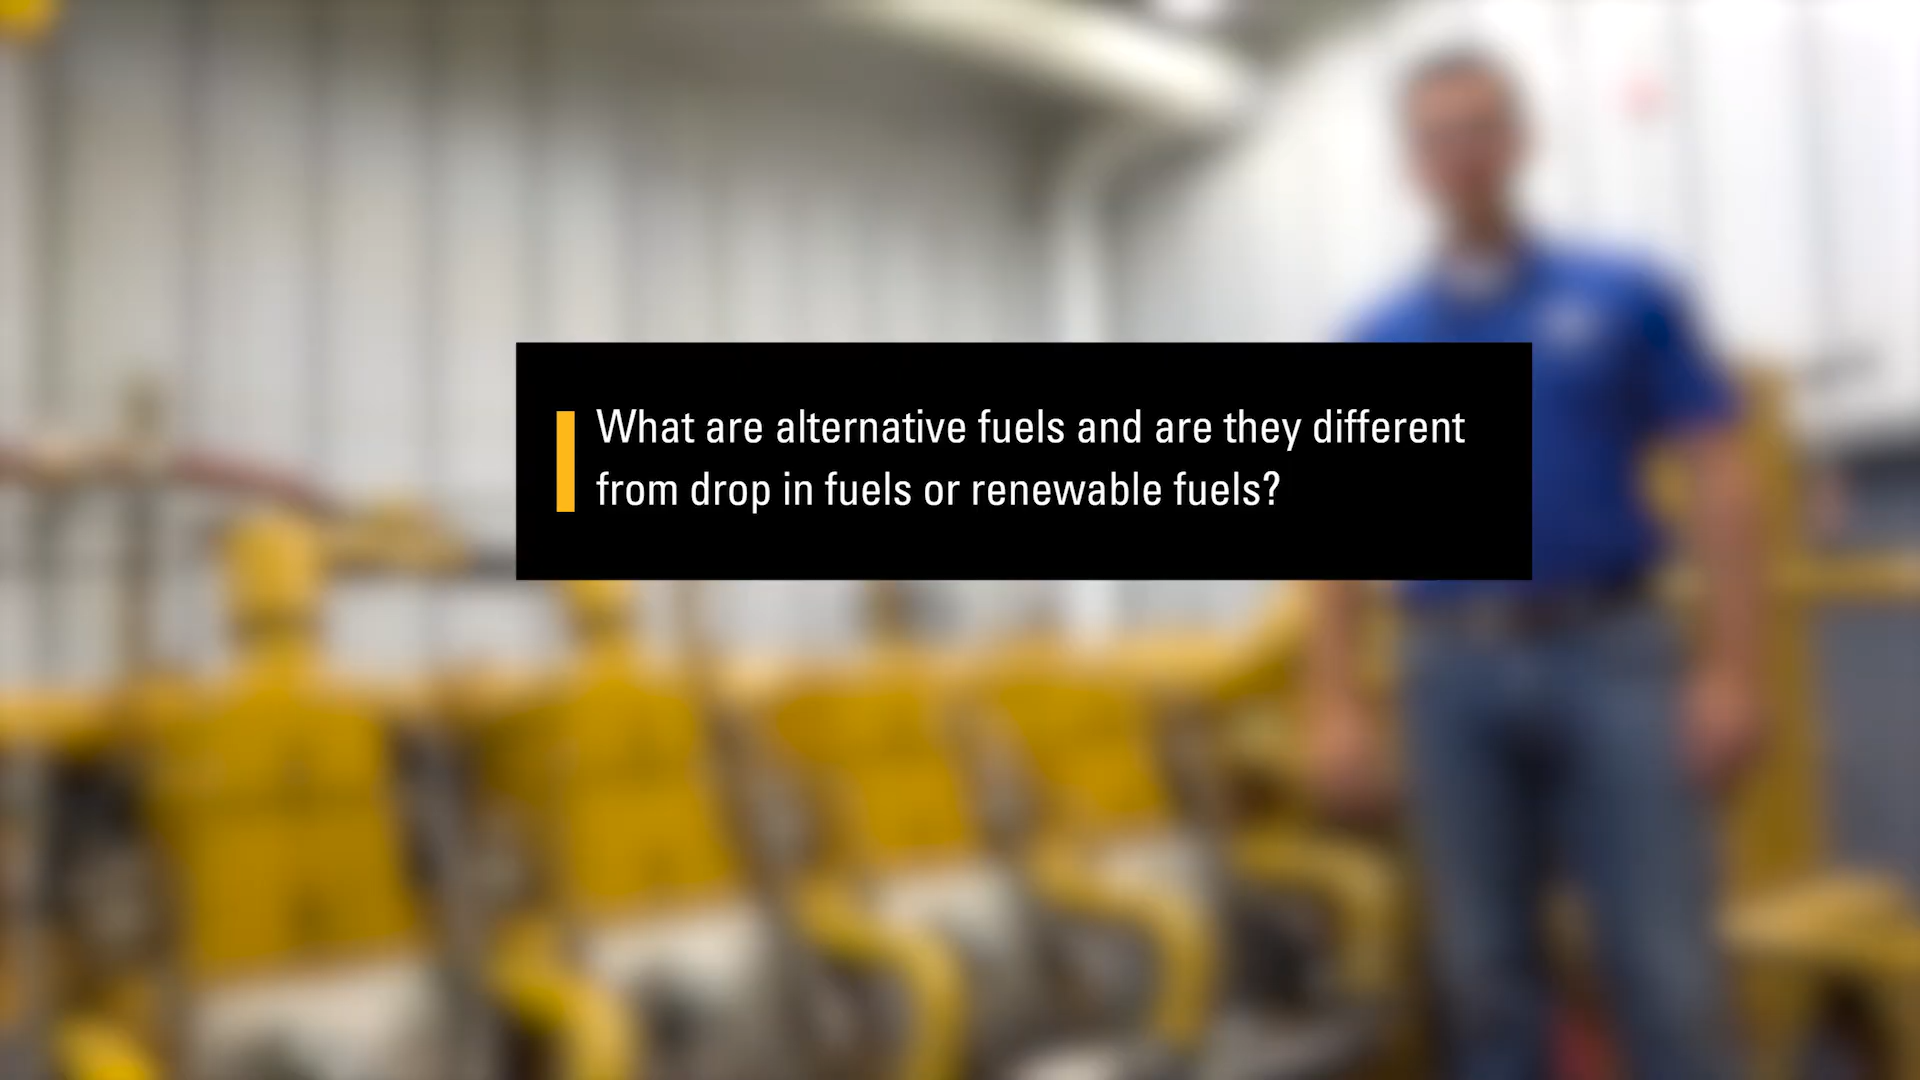 What are alternative fuels and are they different
from drop in fuels or renewable fuels?